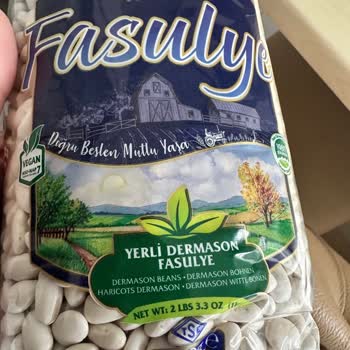 Fasulye
Doğru Beslen Mutlu Yaşa
VEGAN
YERLİ DERMASON
FASULYE
DERMASON BEANS • DERMASON BOHNEN
HARICOTS DERMASON • DERMASON WITTE BONEN
NET WT: 2 LBS 3.3 OZ